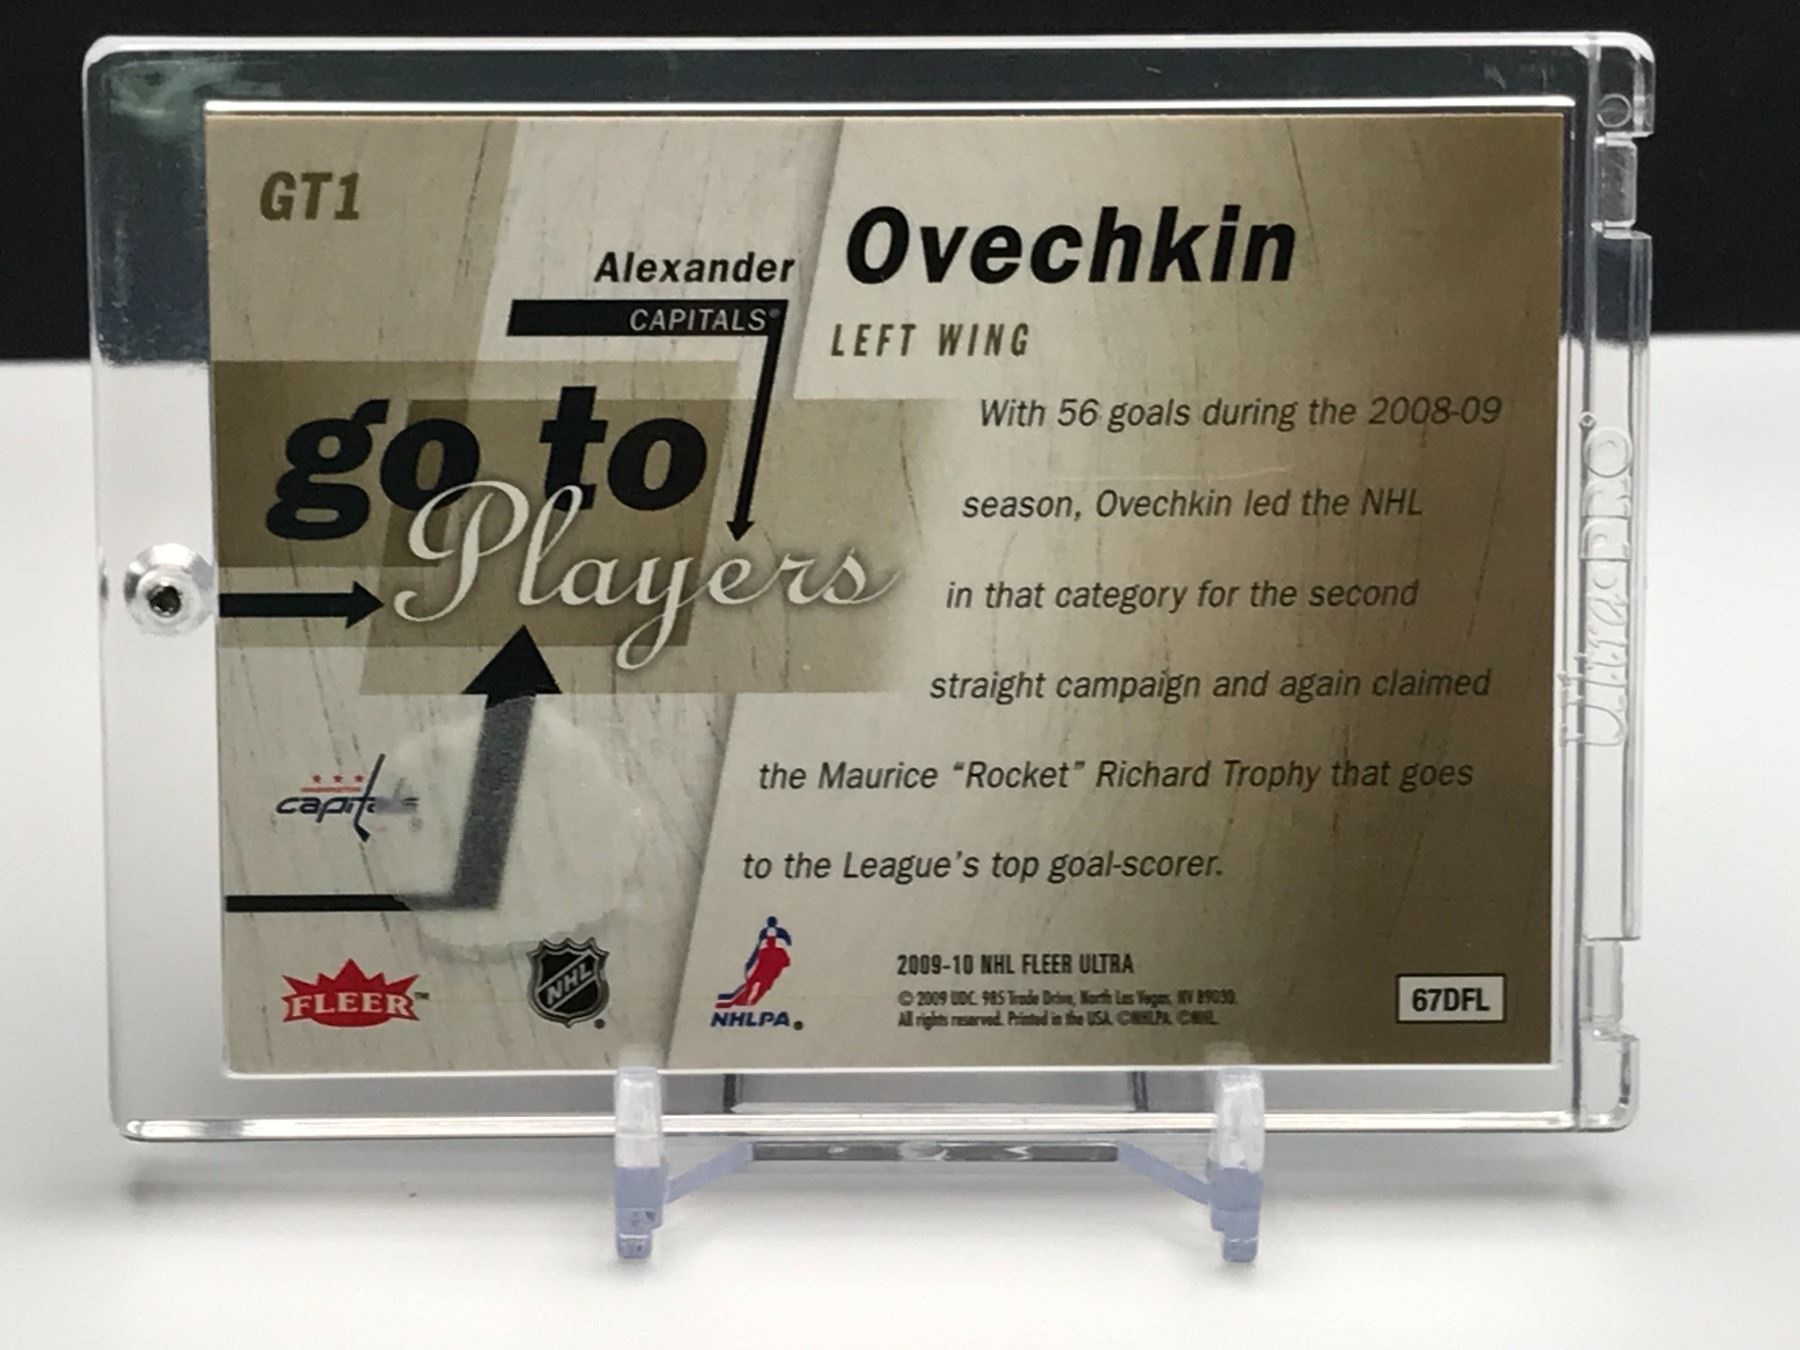 GT1
Alexander
Ovechkin
CAPITALS®
LEFT WING
go to
Players
With 56 goals during the 2008-09
season, Ovechkin led the NHL
in that category for the second
straight campaign and again claimed
the Maurice “Rocket” Richard Trophy that goes
to the League's top goal-scorer.
capitals
FLEER™
NHL
NHLPA®
2009-10 NHL FLEER ULTRA
© 2009 UDC. 985 Trade Drive, North Las Vegas, NV 89030.
All rights reserved. Printed in the USA. ©NHLPA. ©NHL.
67DFL
Ultra PRO